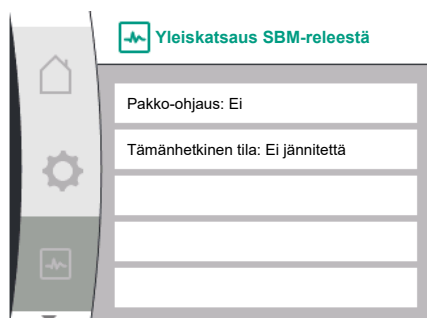 Yleiskatsaus SBM-releestä
Pakko-ohjaus: Ei
Tämänhetkinen tila: Ei jännitettä